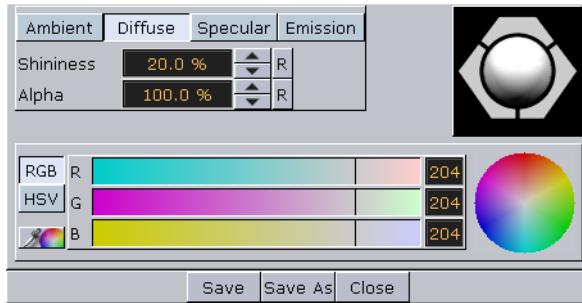 Ambient Diffuse Specular Emission
Shininess 20.0 % R
Alpha 100.0 % R
RGB R 204
HSV G 204
B 204
Save Save As Close